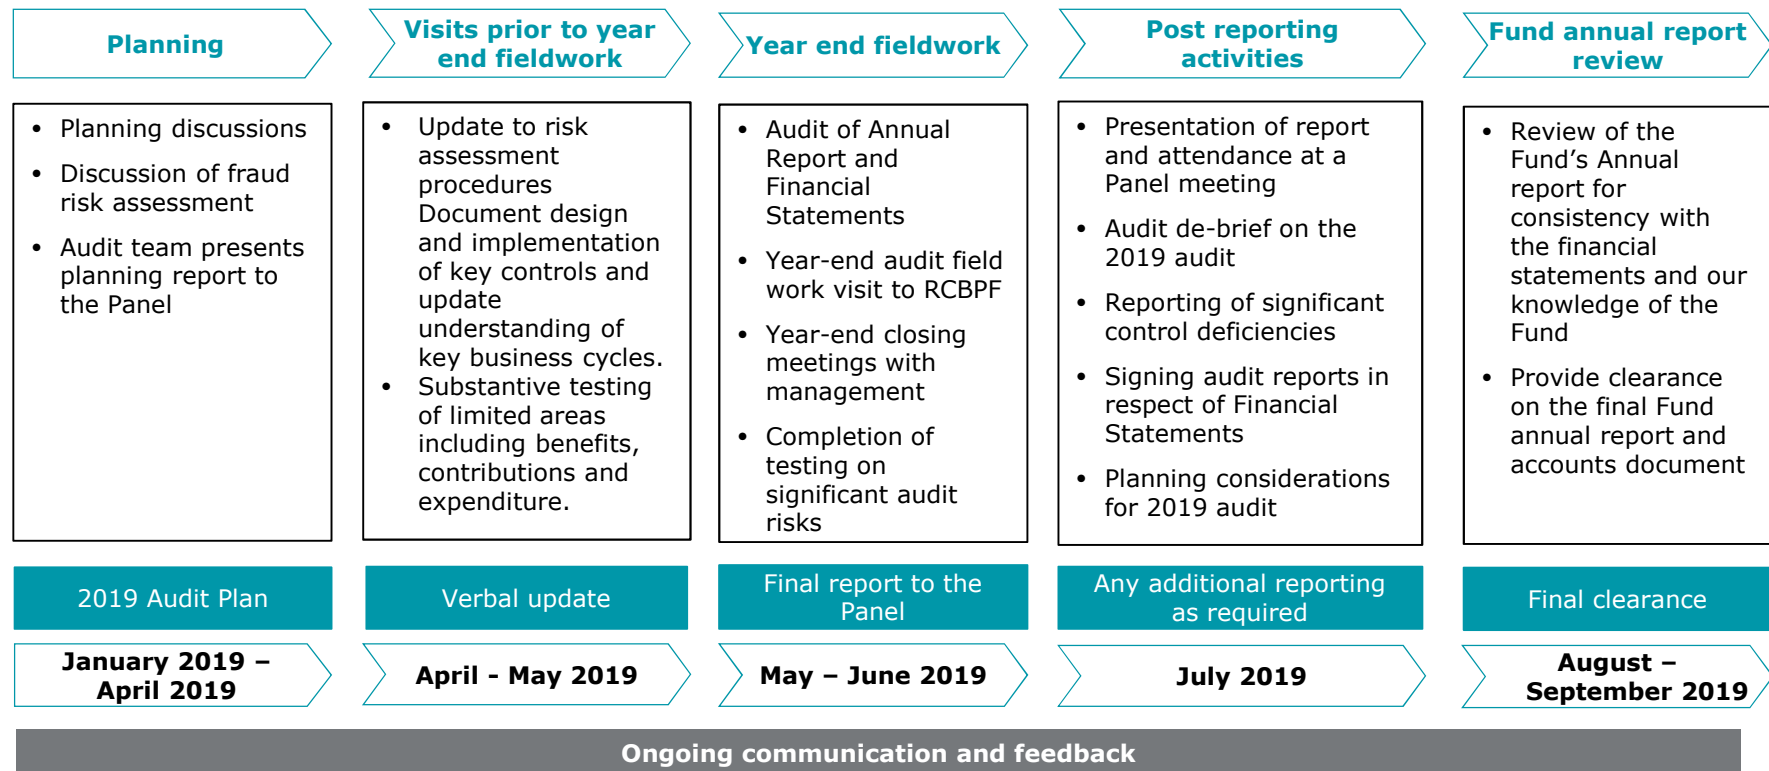 Planning
Visits prior to year
end fieldwork
Year end fieldwork
Post reporting
activities
Fund annual report
review
• Planning discussions
• Discussion of fraud
risk assessment
• Audit team presents
planning report to
the Panel
• Update to risk
assessment
procedures
Document design
and implementation
of key controls and
update
understanding of
key business cycles.
• Substantive testing
of limited areas
including benefits,
contributions and
expenditure.
• Audit of Annual
Report and
Financial
Statements
• Year-end audit field
work visit to RCBPF
• Year-end closing
meetings with
management
• Completion of
testing on
significant audit
risks
• Presentation of report
and attendance at a
Panel meeting
• Audit de-brief on the
2019 audit
• Reporting of significant
control deficiencies
• Signing audit reports in
respect of Financial
Statements
• Planning considerations
for 2019 audit
• Review of the
Fund’s Annual
report for
consistency with
the financial
statements and our
knowledge of the
Fund
• Provide clearance
on the final Fund
annual report and
accounts document
2019 Audit Plan
Verbal update
Final report to the
Panel
Any additional reporting
as required
Final clearance
January 2019 –
April 2019
April - May 2019
May – June 2019
July 2019
August –
September 2019
Ongoing communication and feedback